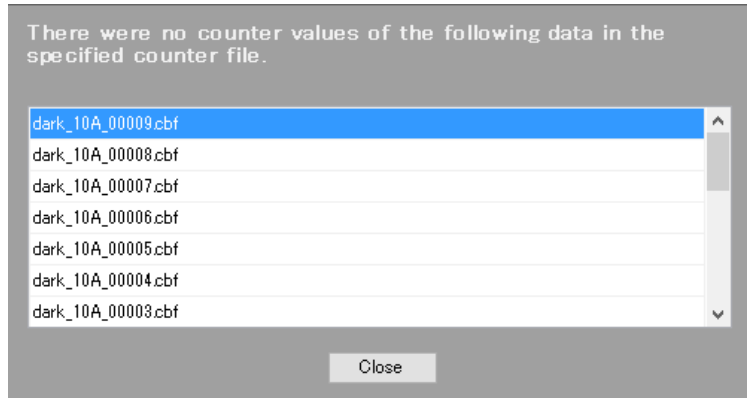 There were no counter values of the following data in the
specified counter file.
dark_10A_00009.cbf
dark_10A_00008.cbf
dark_10A_00007.cbf
dark_10A_00006.cbf
dark_10A_00005.cbf
dark_10A_00004.cbf
dark_10A_00003.cbf
Close